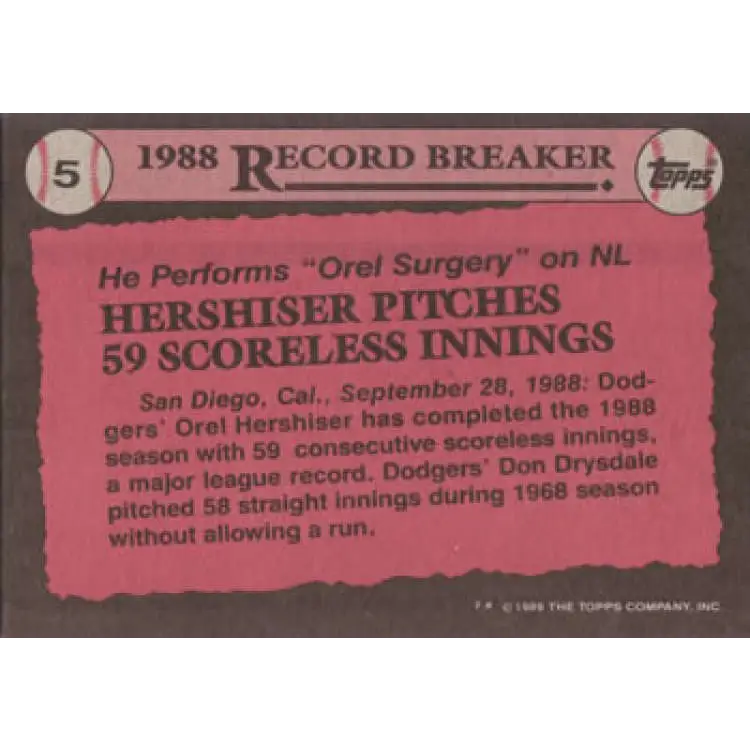 5
1988 RECORD BREAKER
topps
He Performs "Orel Surgery" on NL
HERSHISER PITCHES
59 SCORELESS INNINGS
San Diego, Cal., September 28, 1988: Dod-
gers' Orel Hershiser has completed the 1988
season with 59 consecutive scoreless innings,
a major league record. Dodgers' Don Drysdale
pitched 58 straight innings during 1968 season
without allowing a run.
© 1989 THE TOPPS COMPANY, INC.